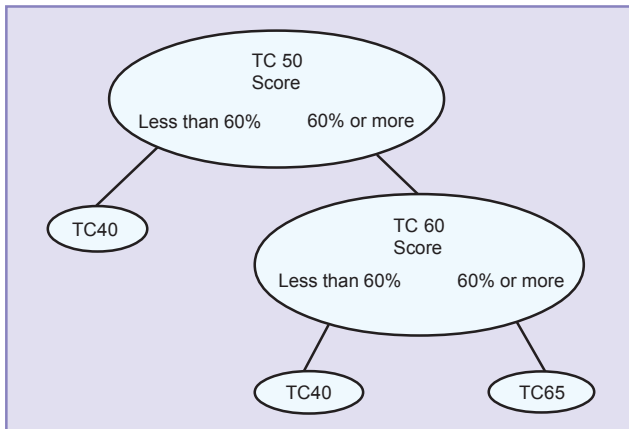 TC 50
Score
Less than 60% 60% or more
TC40
TC 60
Score
Less than 60% 60% or more
TC40 TC65